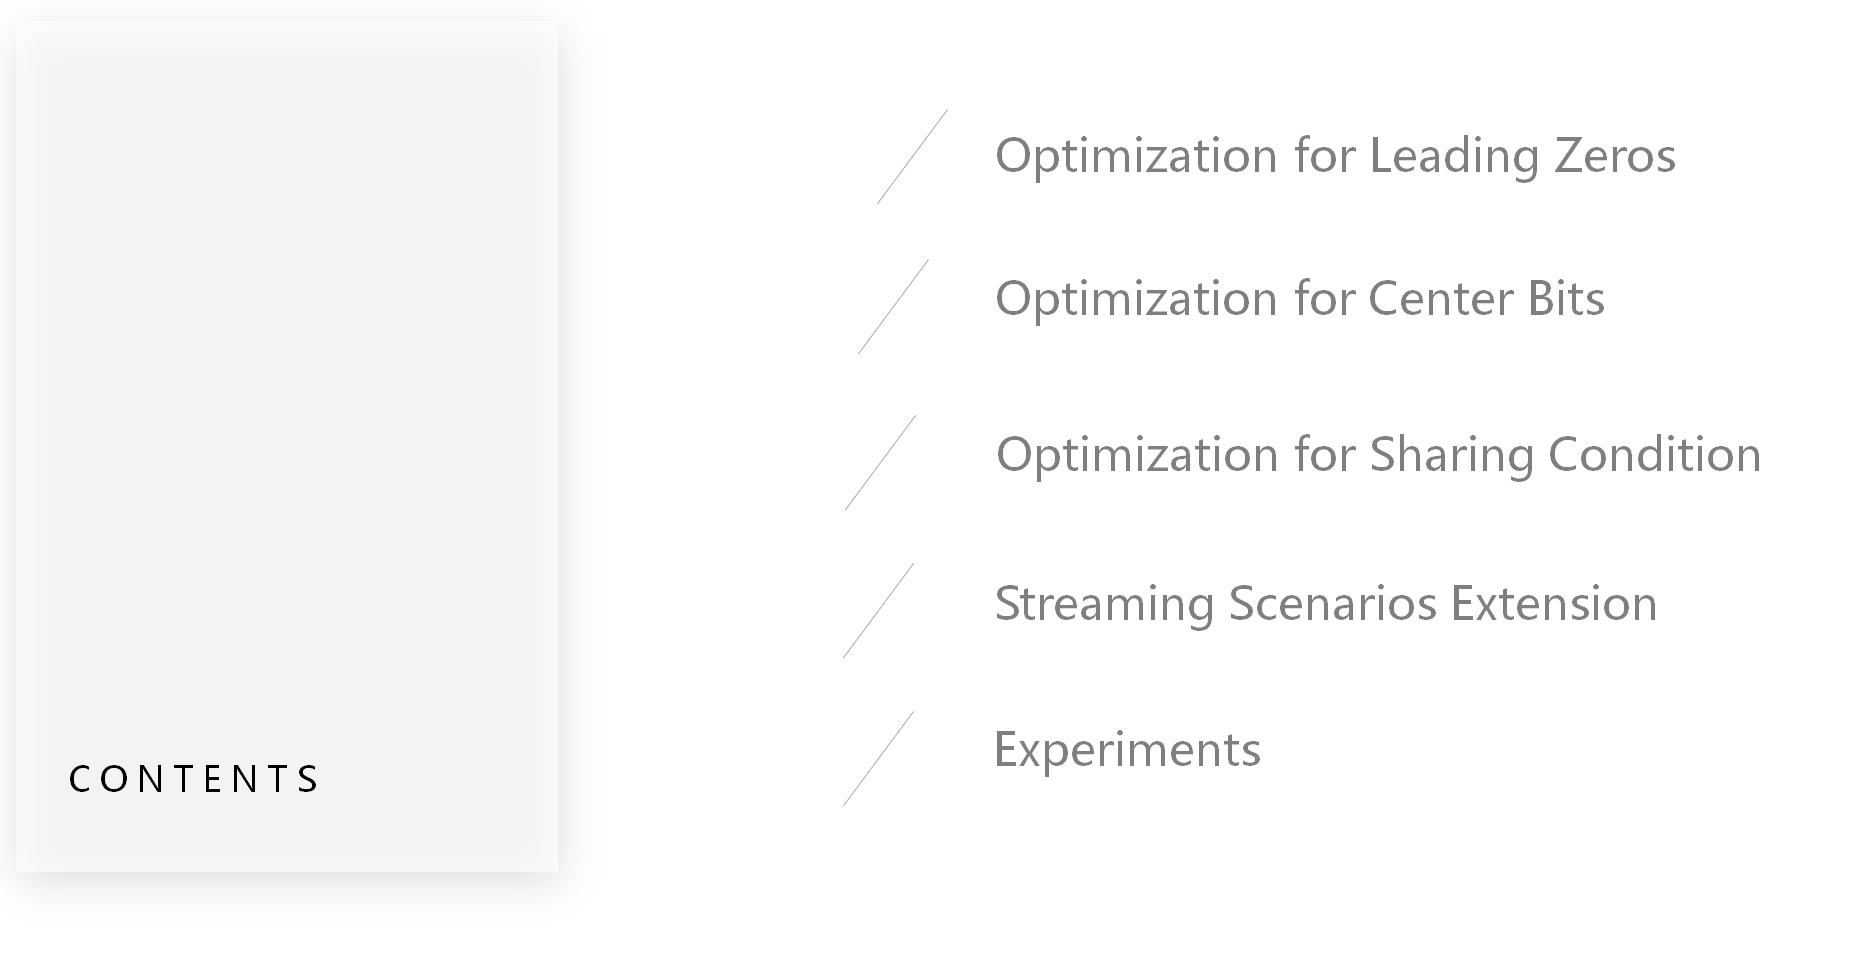 CONTENTS
Optimization for Leading Zeros
Optimization for Center Bits
Optimization for Sharing Condition
Streaming Scenarios Extension
Experiments